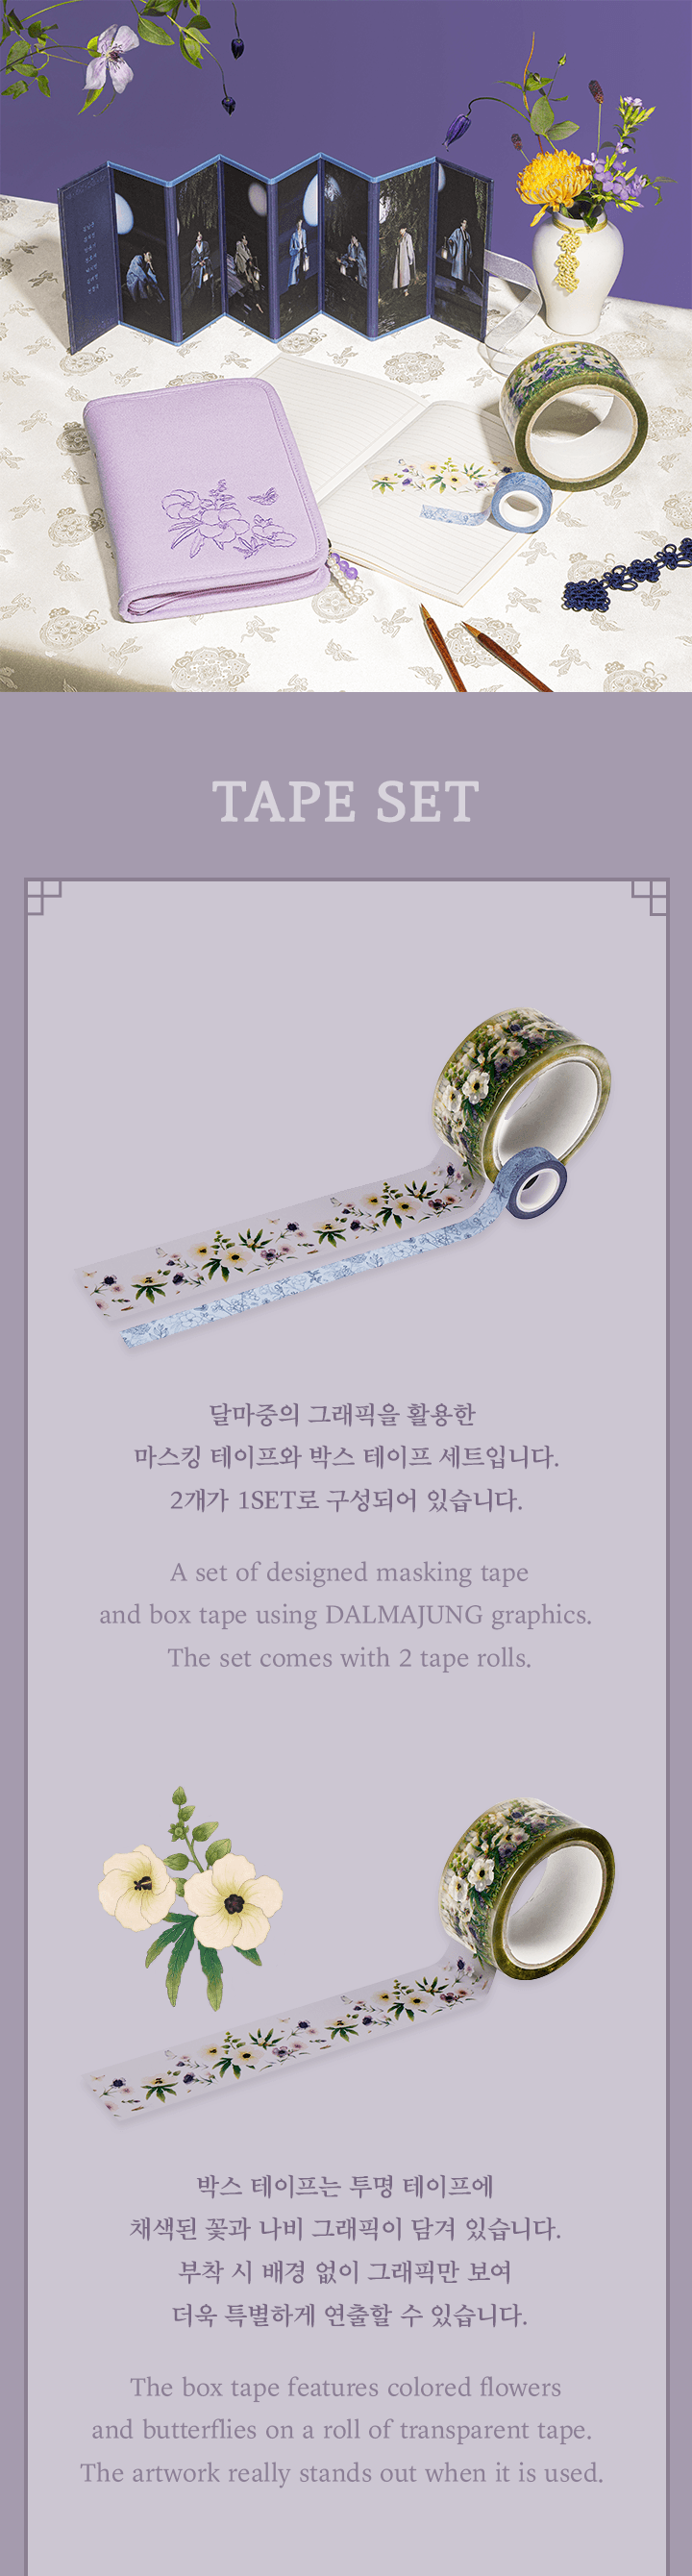 TAPE SET
달마중의 그래픽을 활용한
마스킹 테이프와 박스 테이프 세트입니다.
2개가 1SET로 구성되어 있습니다.
A set of designed masking tape
and box tape using DALMAJUNG graphics.
The set comes with 2 tape rolls.
박스 테이프는 투명 테이프에
채색된 꽃과 나비 그래픽이 담겨 있습니다.
부착 시 배경 없이 그래픽만 보여
더욱 특별하게 연출할 수 있습니다.
The box tape features colored flowers
and butterflies on a roll of transparent tape.
The artwork really stands out when it is used.